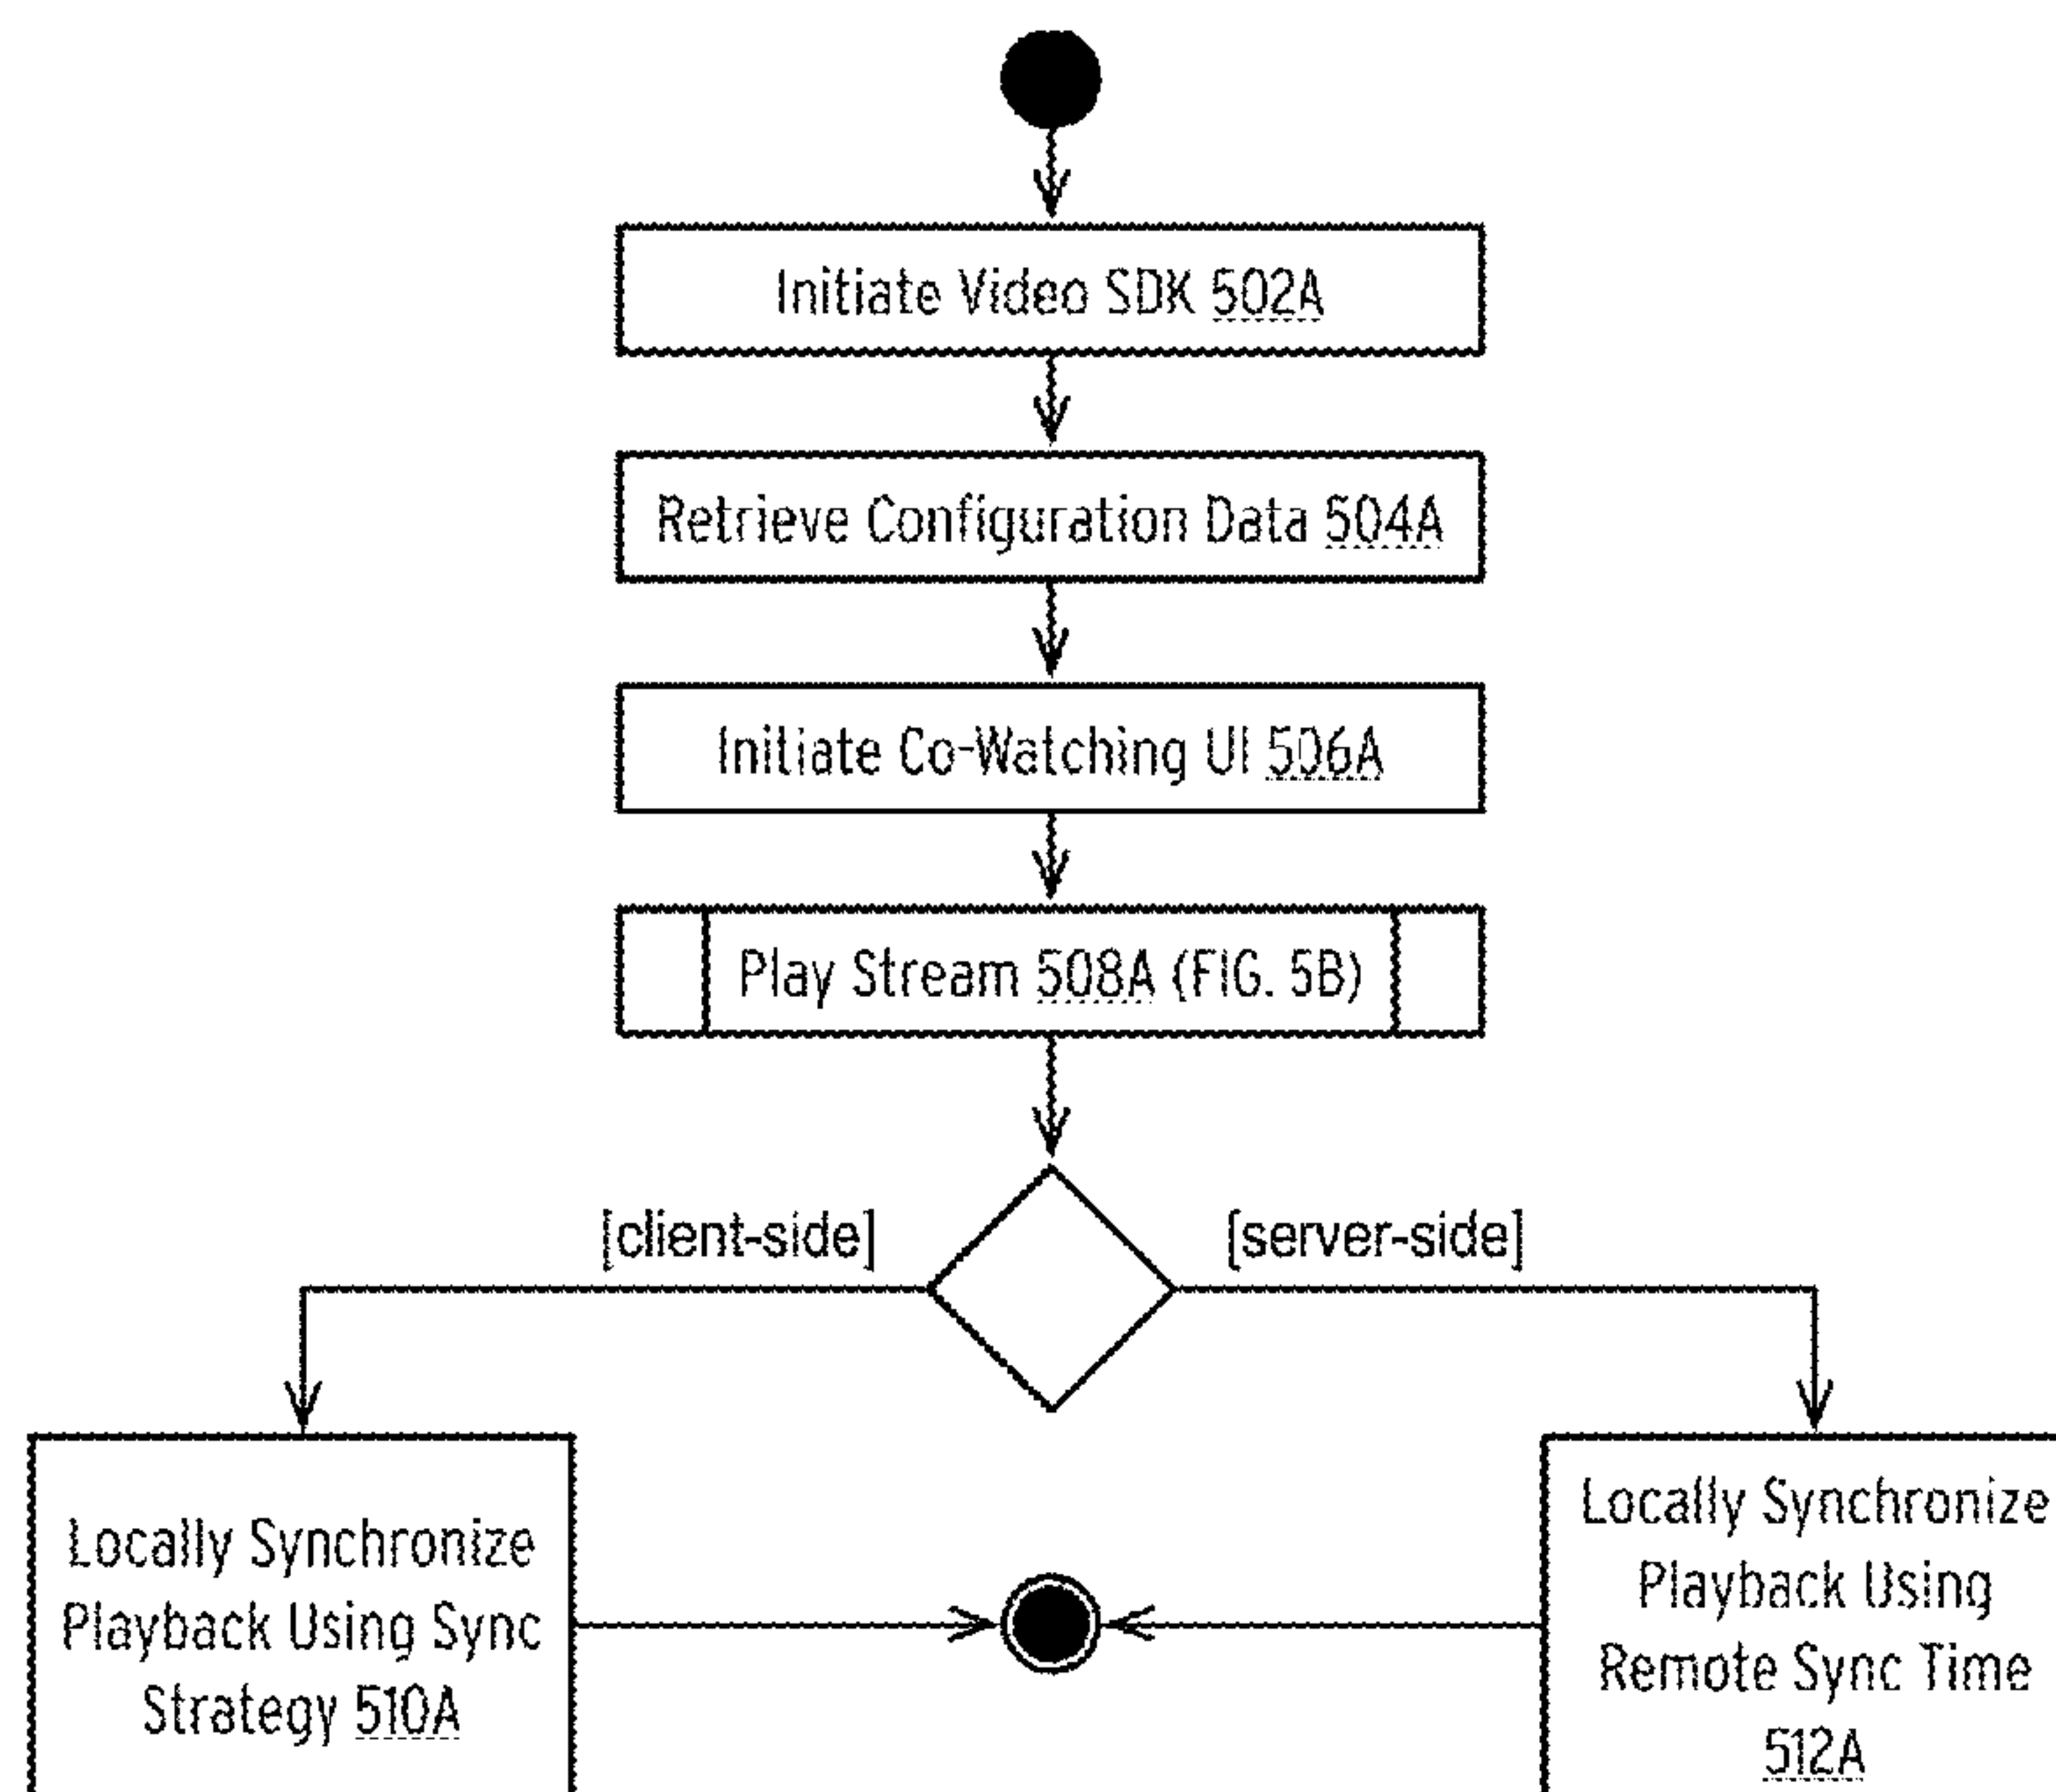 Initiate Video SDK 502A
Retrieve Configuration Data 504A
Initiate Co-Watching UI 506A
Play Stream 508A (FIG. 5B)
[client-side]
[server-side]
Locally Synchronize
Playback Using Sync
Strategy 510A
Locally Synchronize
Playback Using
Remote Sync Time
512A